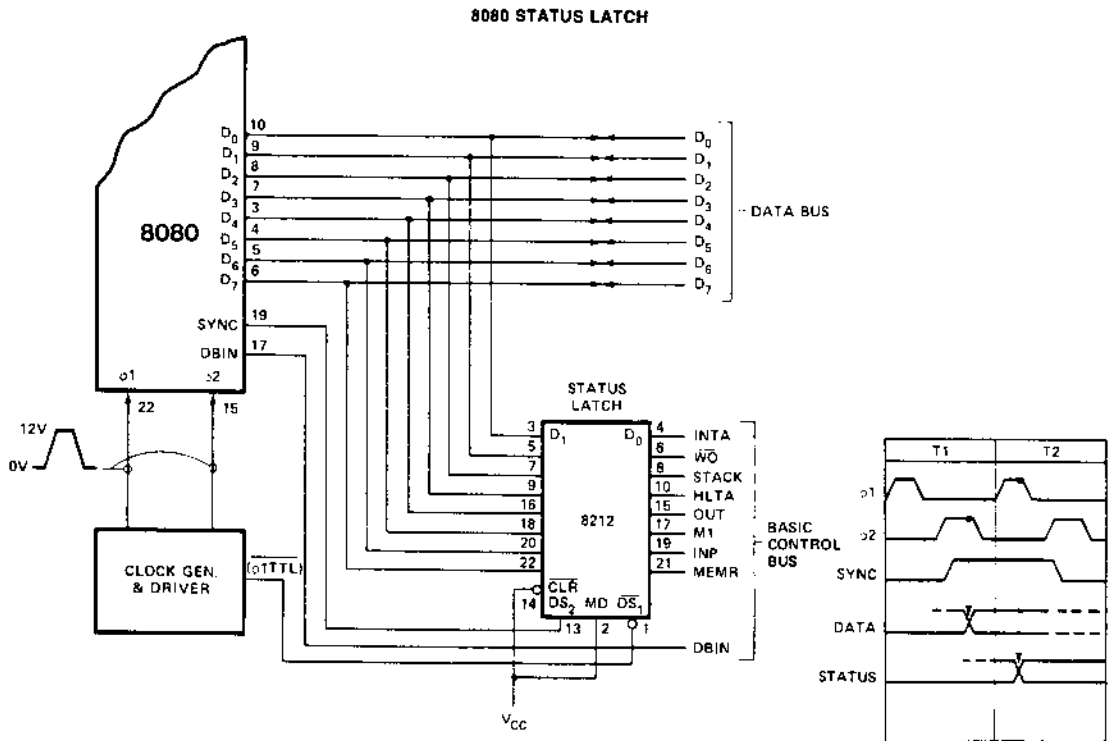 8080 STATUS LATCH
8080
D0 10
D1 9
D2 8
D3 7
D4 3
D5 4
D6 5
D7 6
SYNC 19
DBIN 17
φ1 φ2
22 15
12V
0V
CLOCK GEN.
& DRIVER
(φ1TTL)
D0
D1
D2
D3
D4
D5
D6
D7
DATA BUS
STATUS
LATCH
8212
D1 D0
3 4 INTA
5 6 WO
7 8 STACK
9 10 HLTA
16 15 OUT
18 17 M1
20 19 INP
22 21 MEMR
CLR
14 DS2 MD DS1
13 2 1
DBIN
VCC
BASIC
CONTROL
BUS
T1 T2
φ1
φ2
SYNC
DATA
STATUS